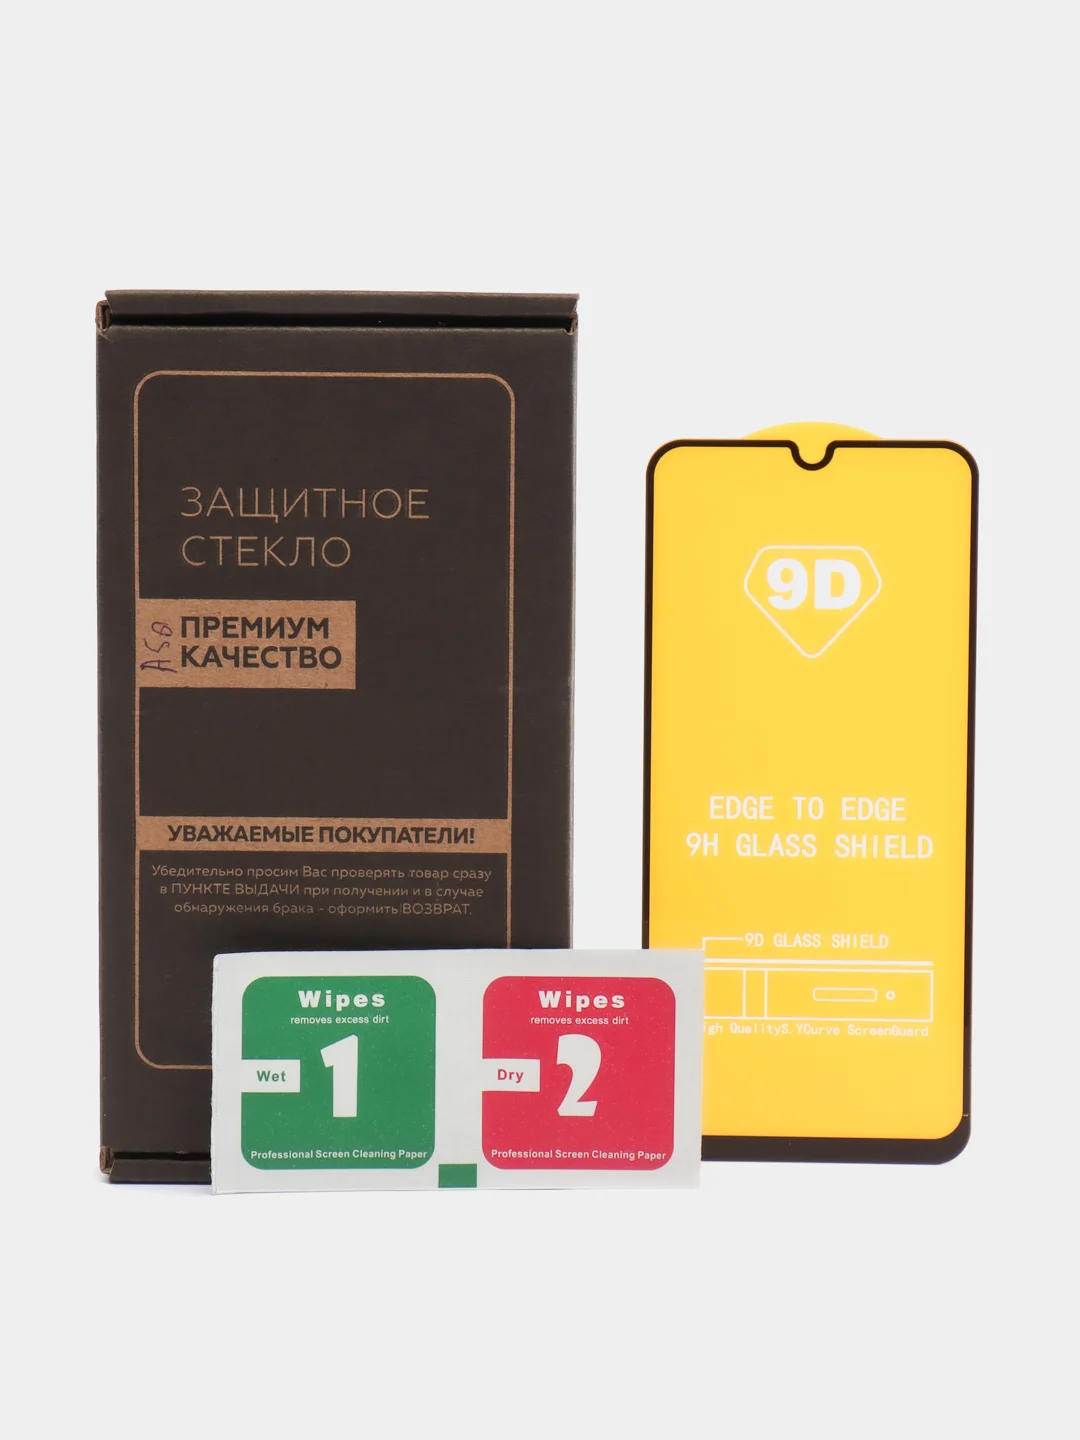 ЗАЩИТНОЕ
СТЕКЛО
A50
ПРЕМИУМ
КАЧЕСТВО
УВАЖАЕМЫЕ ПОКУПАТЕЛИ!
Убедительно просим Вас проверять товар сразу
в ПУНКТЕ ВЫДАЧИ при получении и в случае
обнаружения брака - оформить ВОЗВРАТ.
Wipes
removes excess dirt
1
Wet
Professional Screen Cleaning Paper
Wipes
removes excess dirt
2
Dry
Professional Screen Cleaning Paper
9D
EDGE TO EDGE
9H GLASS SHIELD
9D GLASS SHIELD
QualityS.YCurve ScreenGuard